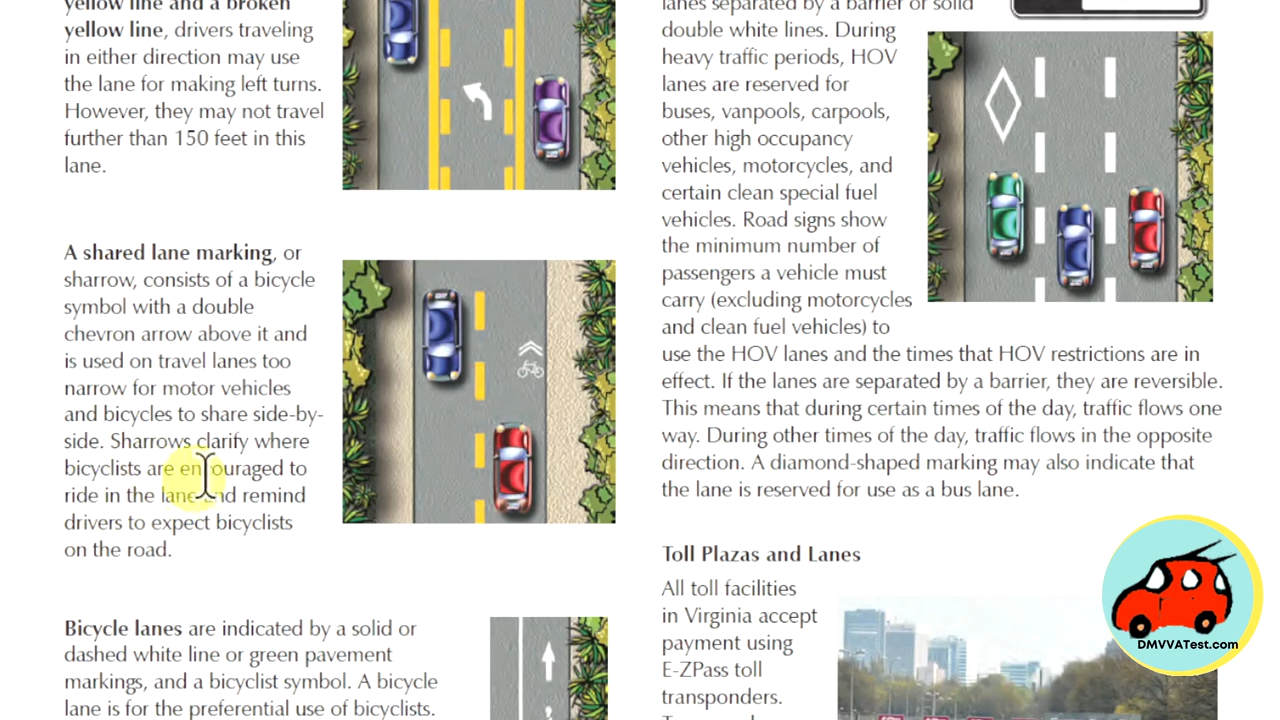 yellow line and a broken
yellow line, drivers traveling
in either direction may use
the lane for making left turns.
However, they may not travel
further than 150 feet in this
lane.
A shared lane marking, or
sharrow, consists of a bicycle
symbol with a double
chevron arrow above it and
is used on travel lanes too
narrow for motor vehicles
and bicycles to share side-by-
side. Sharrows clarify where
bicyclists are encouraged to
ride in the lane and remind
drivers to expect bicyclists
on the road.
Bicycle lanes are indicated by a solid or
dashed white line or green pavement
markings, and a bicyclist symbol. A bicycle
lane is for the preferential use of bicyclists.
lanes separated by a barrier or solid
double white lines. During
heavy traffic periods, HOV
lanes are reserved for
buses, vanpools, carpools,
other high occupancy
vehicles, motorcycles, and
certain clean special fuel
vehicles. Road signs show
the minimum number of
passengers a vehicle must
carry (excluding motorcycles
and clean fuel vehicles) to
use the HOV lanes and the times that HOV restrictions are in
effect. If the lanes are separated by a barrier, they are reversible.
This means that during certain times of the day, traffic flows one
way. During other times of the day, traffic flows in the opposite
direction. A diamond-shaped marking may also indicate that
the lane is reserved for use as a bus lane.
Toll Plazas and Lanes
All toll facilities
in Virginia accept
payment using
E-ZPass toll
transponders.
DMVVATest.com